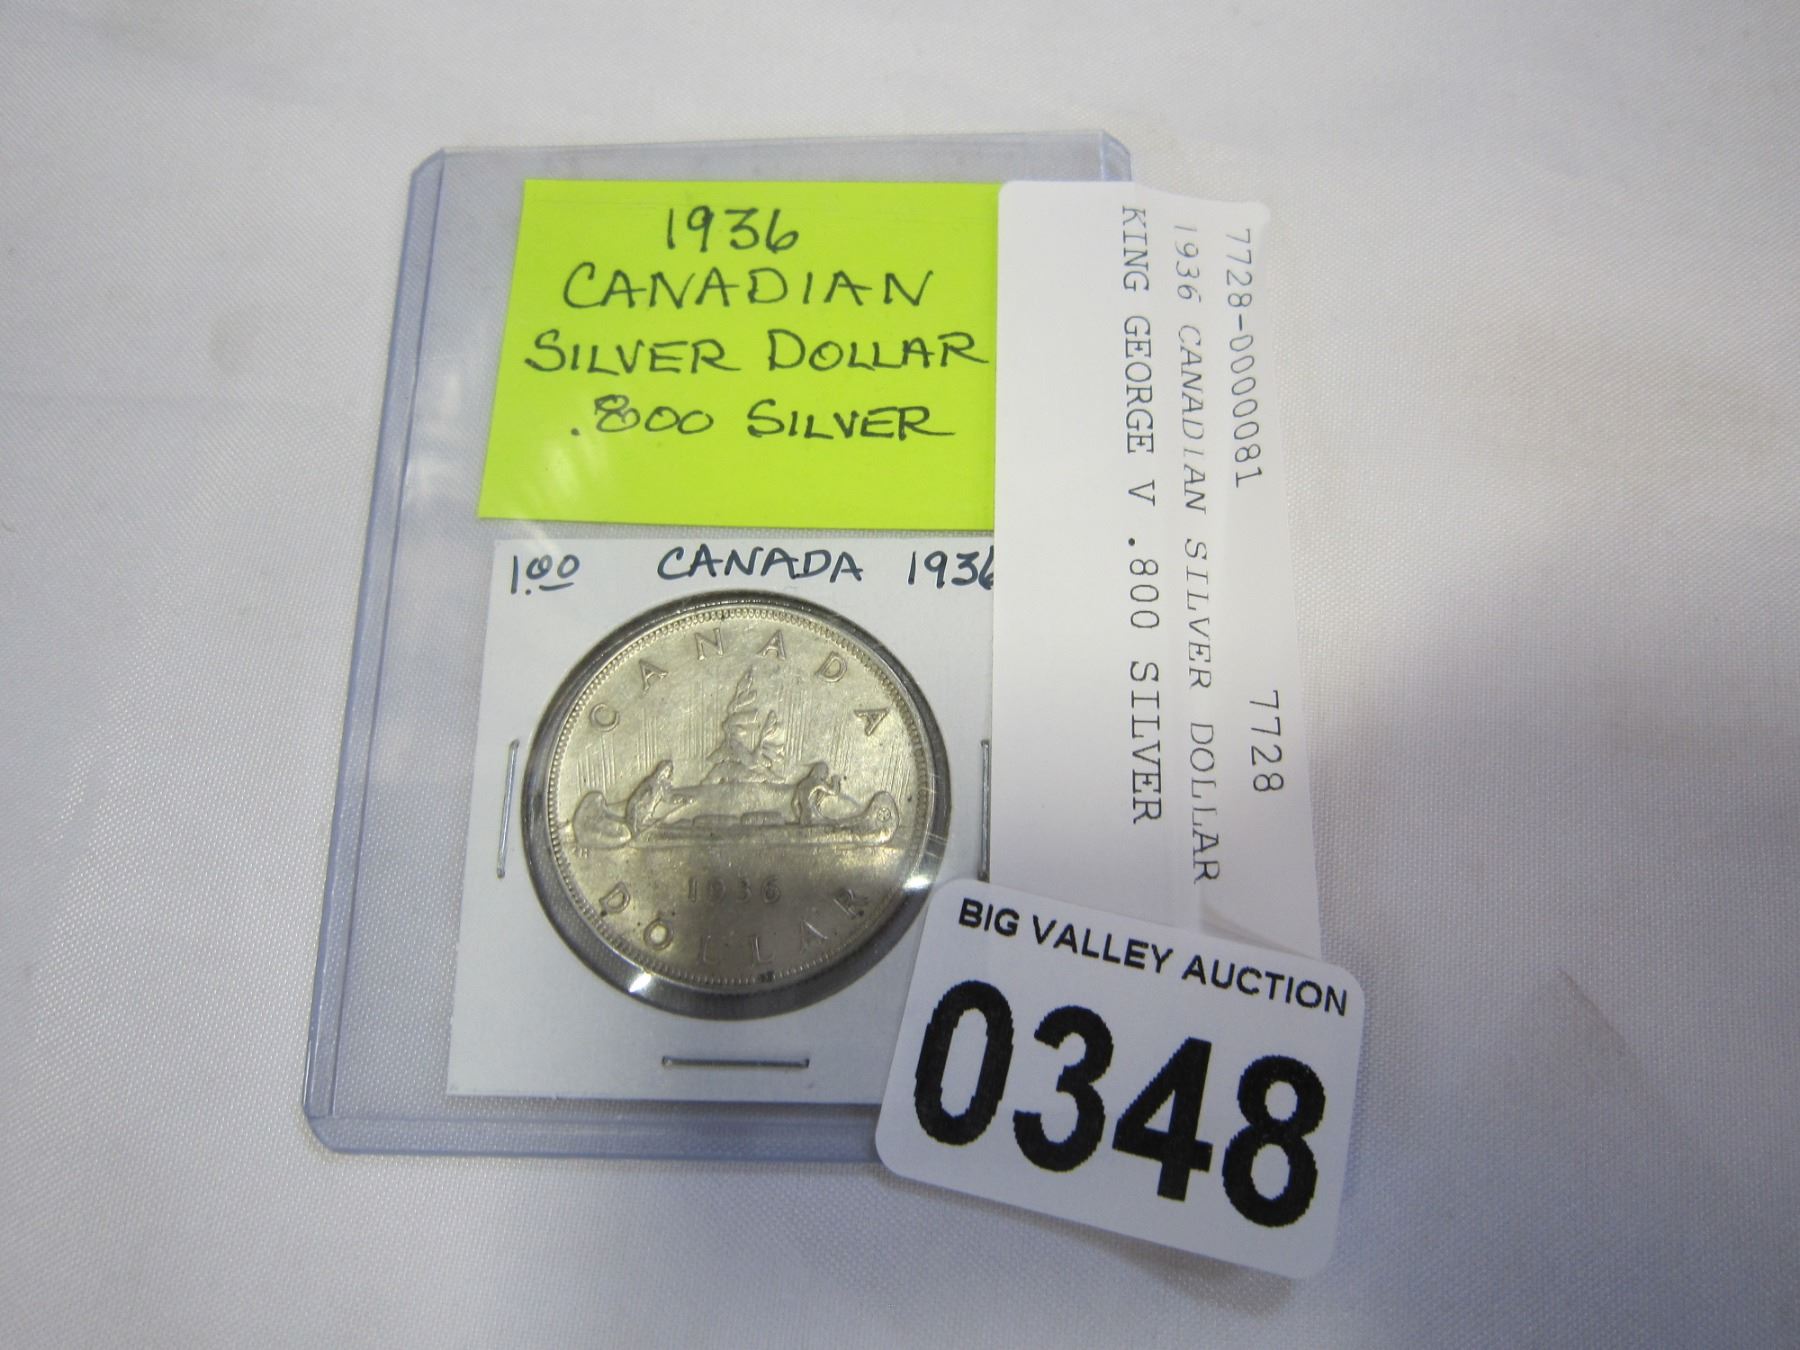 1936
CANADIAN
SILVER DOLLAR
.800 SILVER
1.00 CANADA 1936
CANADA
1936
DOLLAR
7728-0000081 7728
1936 CANADIAN SILVER DOLLAR
KING GEORGE V .800 SILVER
BIG VALLEY AUCTION
0348